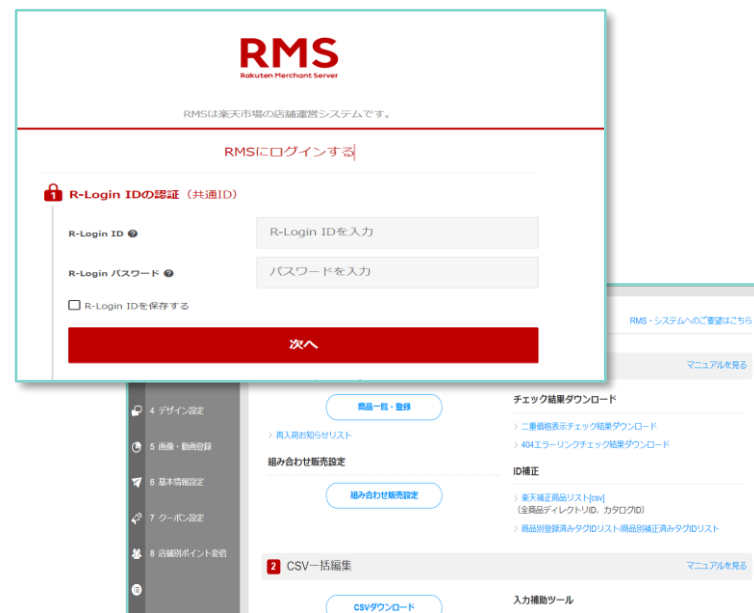 RMS
Rakuten Merchant Server
RMSは楽天市場の店舗運営システムです。
RMSにログインする
1 R-Login IDの認証（共通ID）
R-Login ID
R-Login IDを入力
R-Login パスワード
パスワードを入力
R-Login IDを保存する
次へ
RMS・システムへのご要望はこちら
マニュアルを見る
4 デザイン設定
5 画像・動画登録
6 基本情報設定
7 クーポン設定
8 店舗別ポイント変倍
商品一覧・登録
> 再入荷お知らせリスト
組み合わせ販売設定
組み合わせ販売設定
チェック結果ダウンロード
> 二重価格表示チェック結果ダウンロード
> 404エラーリンクチェック結果ダウンロード
ID補正
> 楽天補正商品リスト[csv]
（全商品ディレクトリID、カタログID）
> 商品別登録済みタグIDリスト/商品別補正済みタグIDリスト
2 CSV一括編集
マニュアルを見る
CSVダウンロード
入力補助ツール